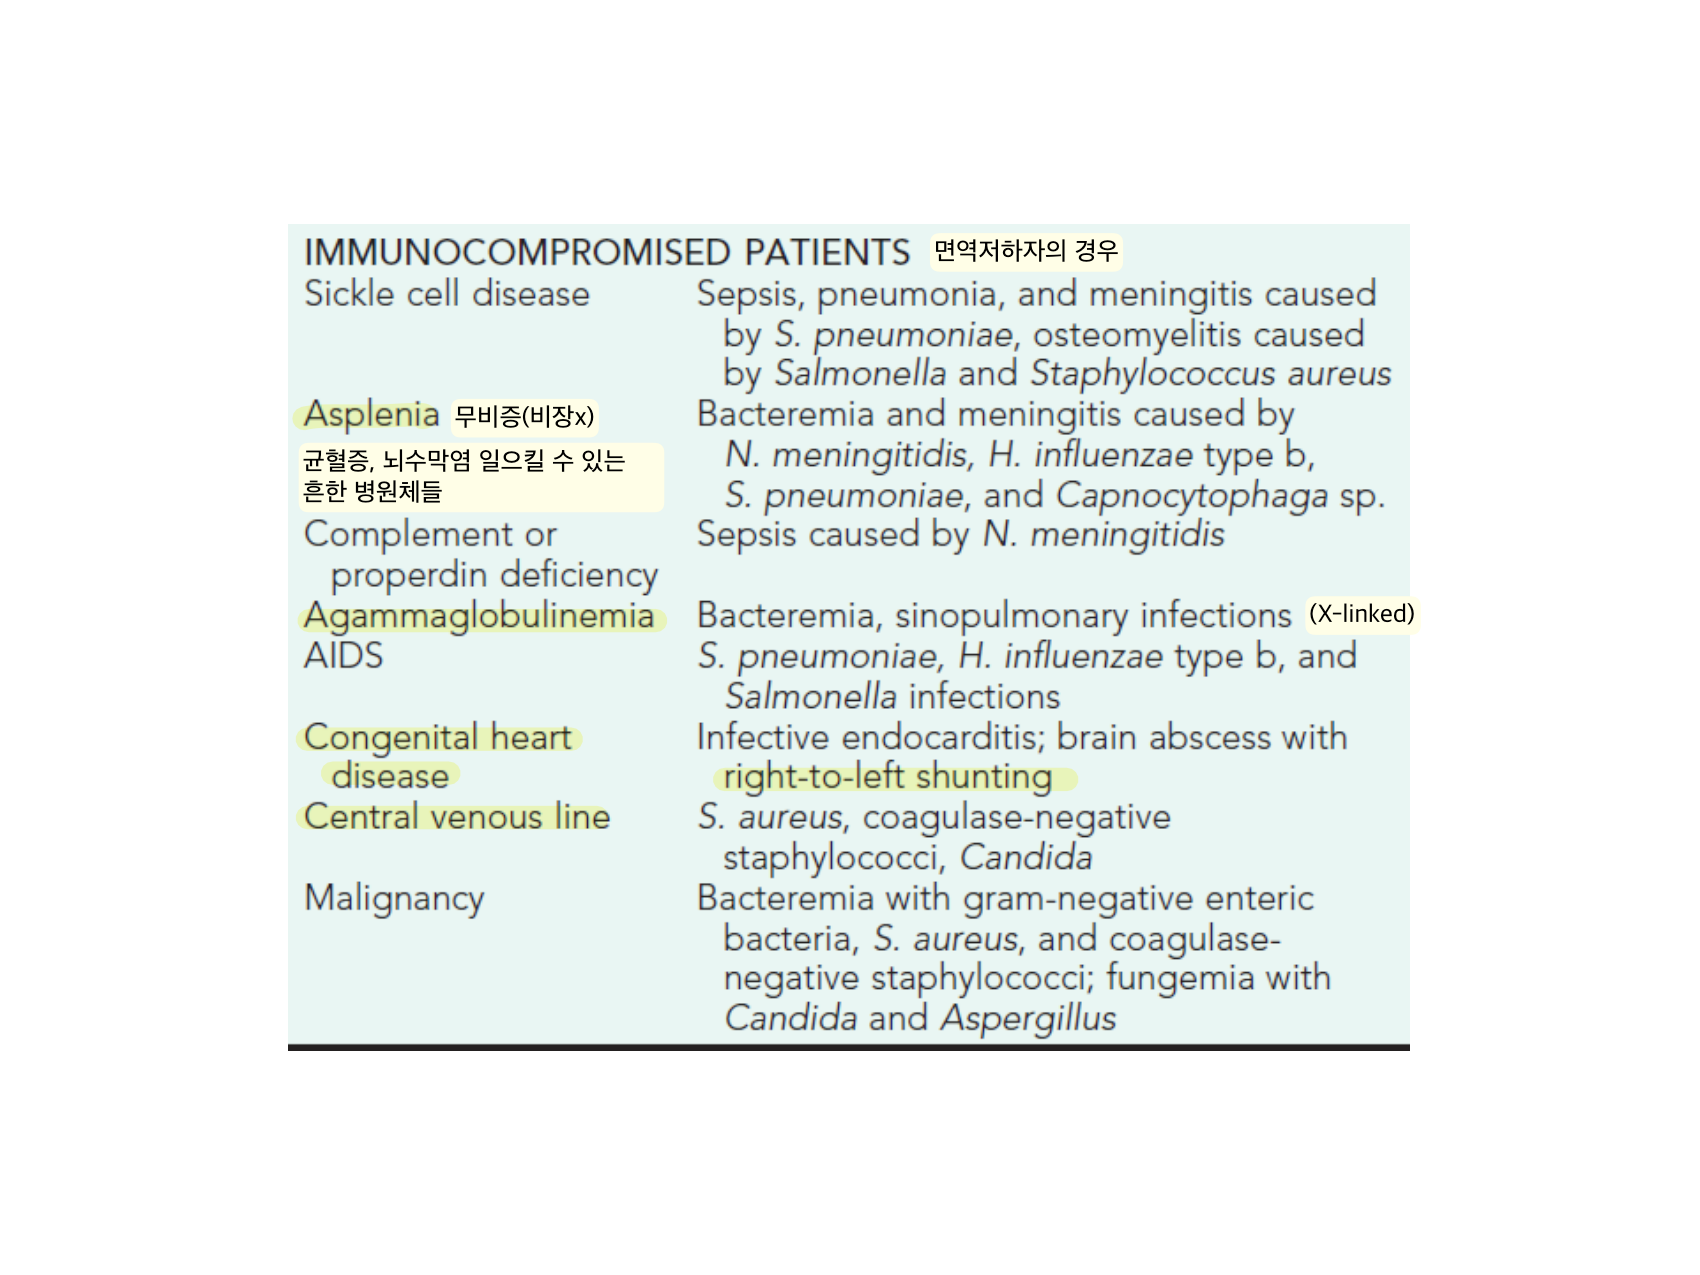 IMMUNOCOMPROMISED PATIENTS 면역저하자의 경우
Sickle cell disease Sepsis, pneumonia, and meningitis caused
by S. pneumoniae, osteomyelitis caused
by Salmonella and Staphylococcus aureus
Asplenia 무비증(비장x) Bacteremia and meningitis caused by
균혈증, 뇌수막염 일으킬 수 있는 N. meningitidis, H. influenzae type b,
흔한 병원체들 S. pneumoniae, and Capnocytophaga sp.
Complement or Sepsis caused by N. meningitidis
properdin deficiency
Agammaglobulinemia Bacteremia, sinopulmonary infections (X-linked)
AIDS S. pneumoniae, H. influenzae type b, and
Salmonella infections
Congenital heart Infective endocarditis; brain abscess with
disease right-to-left shunting
Central venous line S. aureus, coagulase-negative
staphylococci, Candida
Malignancy Bacteremia with gram-negative enteric
bacteria, S. aureus, and coagulase-
negative staphylococci; fungemia with
Candida and Aspergillus